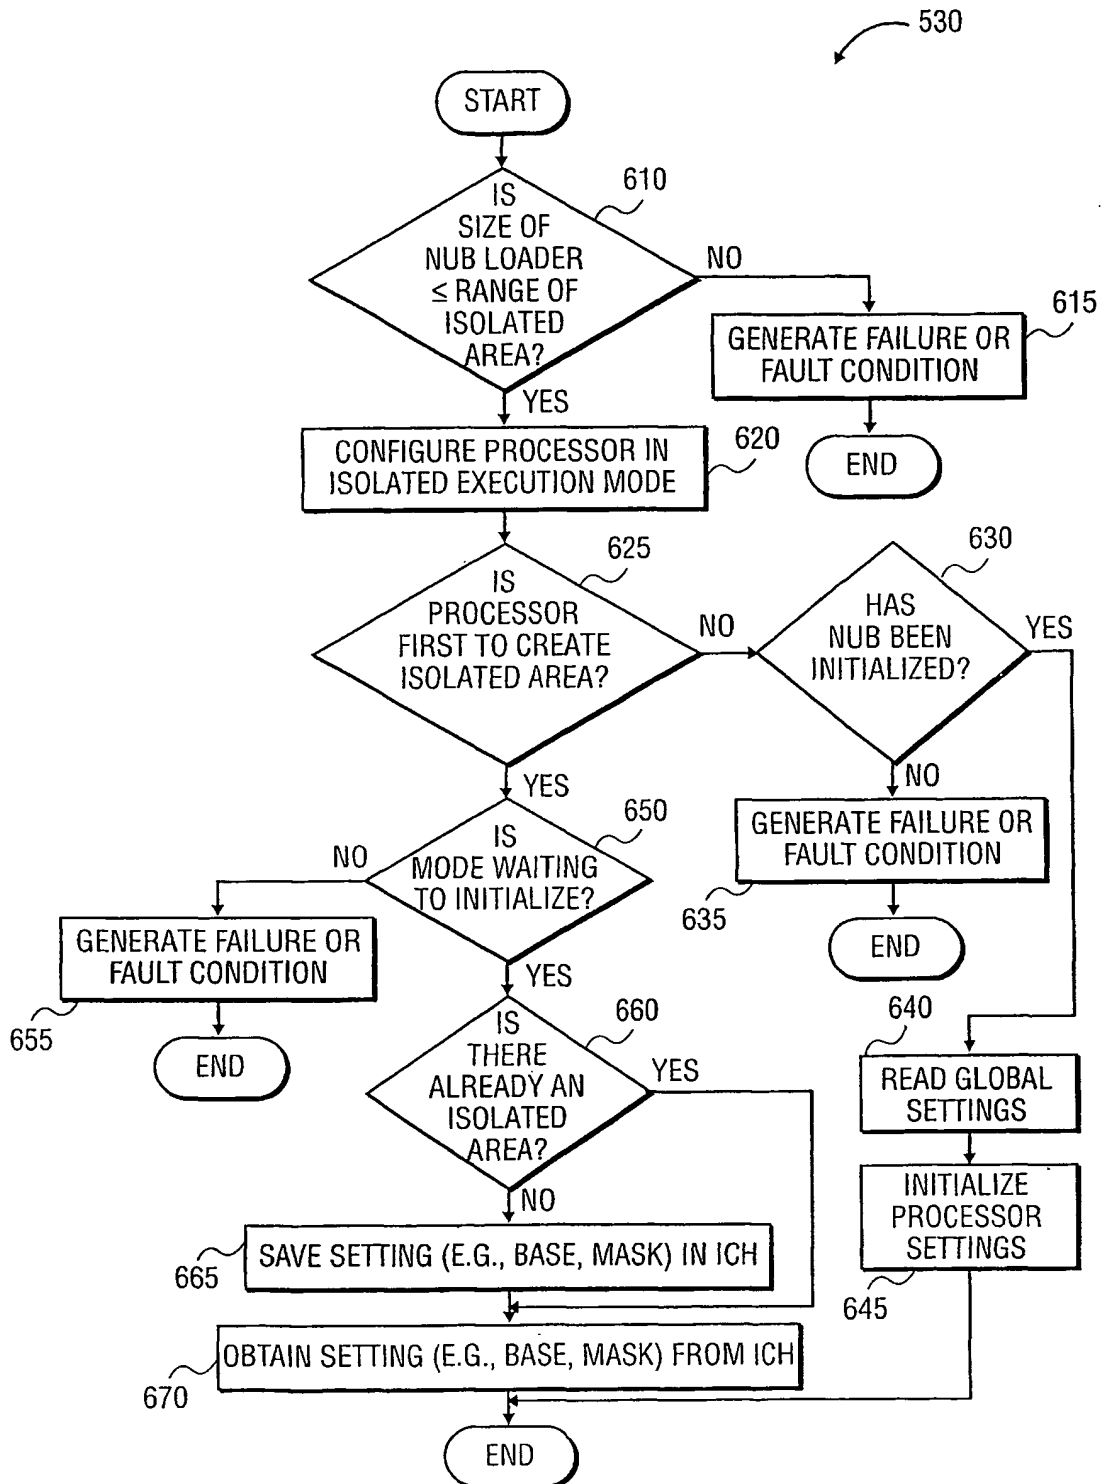 530
START
610
IS
SIZE OF
NUB LOADER
≤ RANGE OF
ISOLATED
AREA?
NO
615
GENERATE FAILURE OR
FAULT CONDITION
END
YES
620
CONFIGURE PROCESSOR IN
ISOLATED EXECUTION MODE
625
IS
PROCESSOR
FIRST TO CREATE
ISOLATED AREA?
NO
630
HAS
NUB BEEN
INITIALIZED?
YES
NO
GENERATE FAILURE OR
FAULT CONDITION
635
END
YES
650
IS
MODE WAITING
TO INITIALIZE?
NO
GENERATE FAILURE OR
FAULT CONDITION
655
END
YES
660
IS
THERE
ALREADY AN
ISOLATED
AREA?
YES
640
READ GLOBAL
SETTINGS
INITIALIZE
PROCESSOR
SETTINGS
645
NO
SAVE SETTING (E.G., BASE, MASK) IN ICH
665
OBTAIN SETTING (E.G., BASE, MASK) FROM ICH
670
END